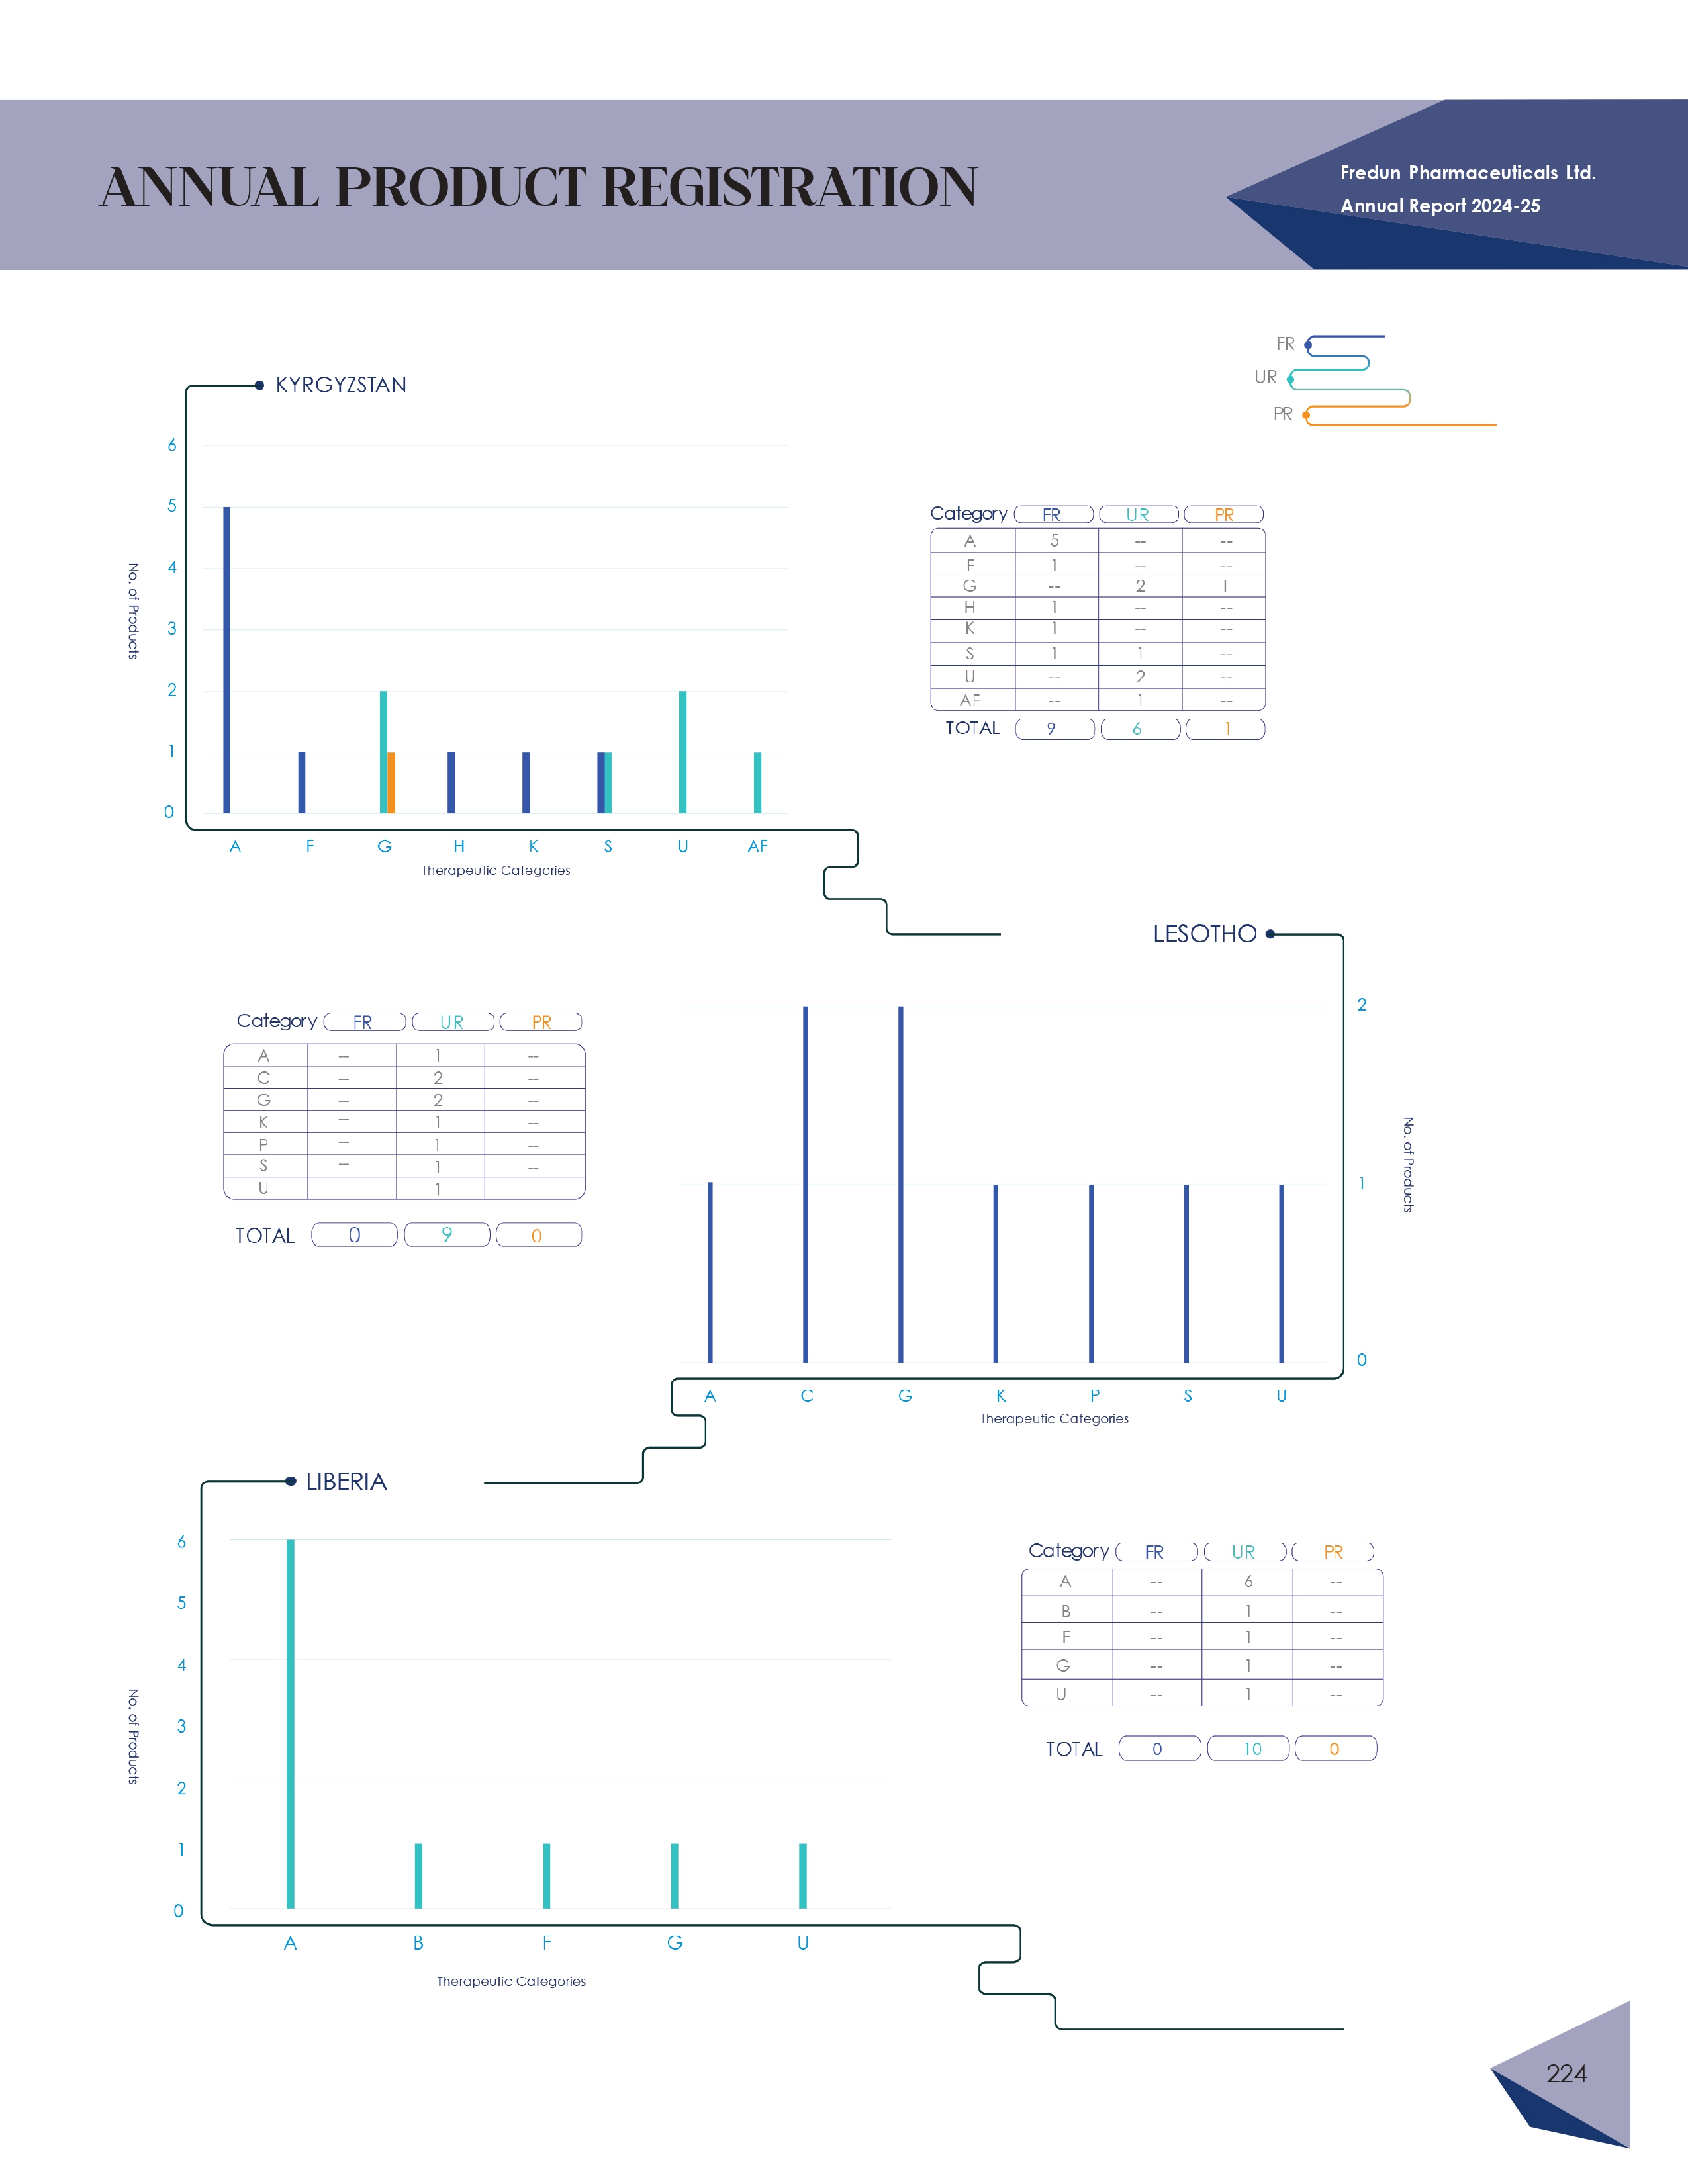 ANNUAL PRODUCT REGISTRATION
Fredun Pharmaceuticals Ltd.
Annual Report 2024-25
FR
UR
PR
KYRGYZSTAN
6
5
4
3
2
1
0
No. of Products
A F G H K S U AF
Therapeutic Categories
Category FR UR PR
A 5 -- --
F 1 -- --
G -- 2 1
H 1 -- --
K 1 -- --
S 1 1 --
U -- 2 --
AF -- 1 --
TOTAL 9 6 1
LESOTHO
Category FR UR PR
A -- 1 --
C -- 2 --
G -- 2 --
K -- 1 --
P -- 1 --
S -- 1 --
U -- 1 --
TOTAL 0 9 0
2
1
0
No. of Products
A C G K P S U
Therapeutic Categories
LIBERIA
6
5
4
3
2
1
0
No. of Products
A B F G U
Therapeutic Categories
Category FR UR PR
A -- 6 --
B -- 1 --
F -- 1 --
G -- 1 --
U -- 1 --
TOTAL 0 10 0
224